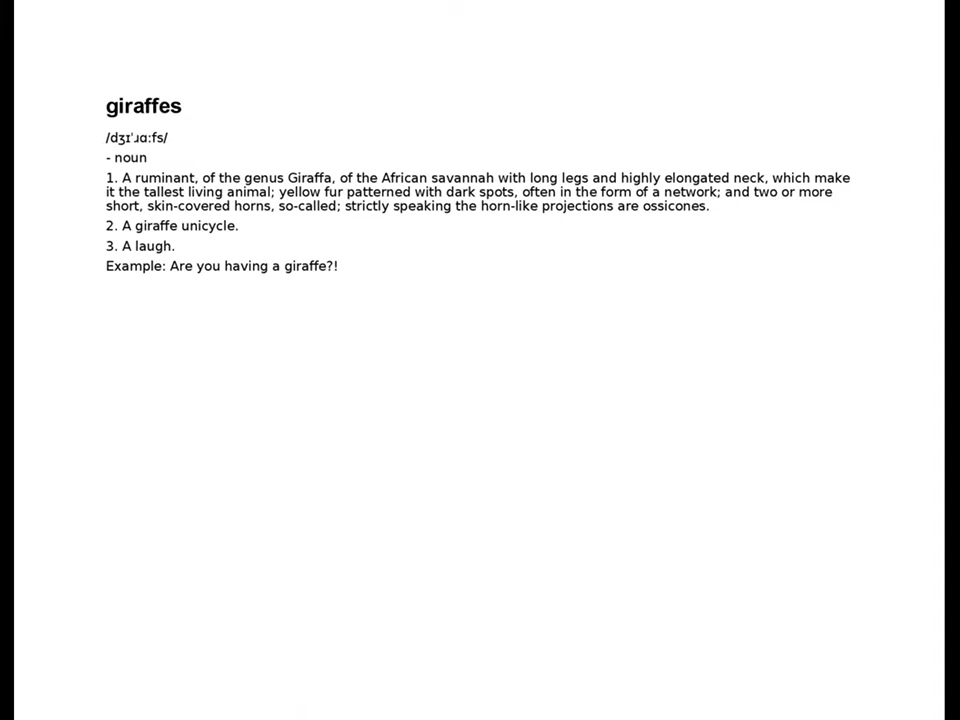 giraffes
/dʒɪˈɹɑːfs/
- noun
1. A ruminant, of the genus Giraffa, of the African savannah with long legs and highly elongated neck, which make
it the tallest living animal; yellow fur patterned with dark spots, often in the form of a network; and two or more
short, skin-covered horns, so-called; strictly speaking the horn-like projections are ossicones.
2. A giraffe unicycle.
3. A laugh.
Example: Are you having a giraffe?!